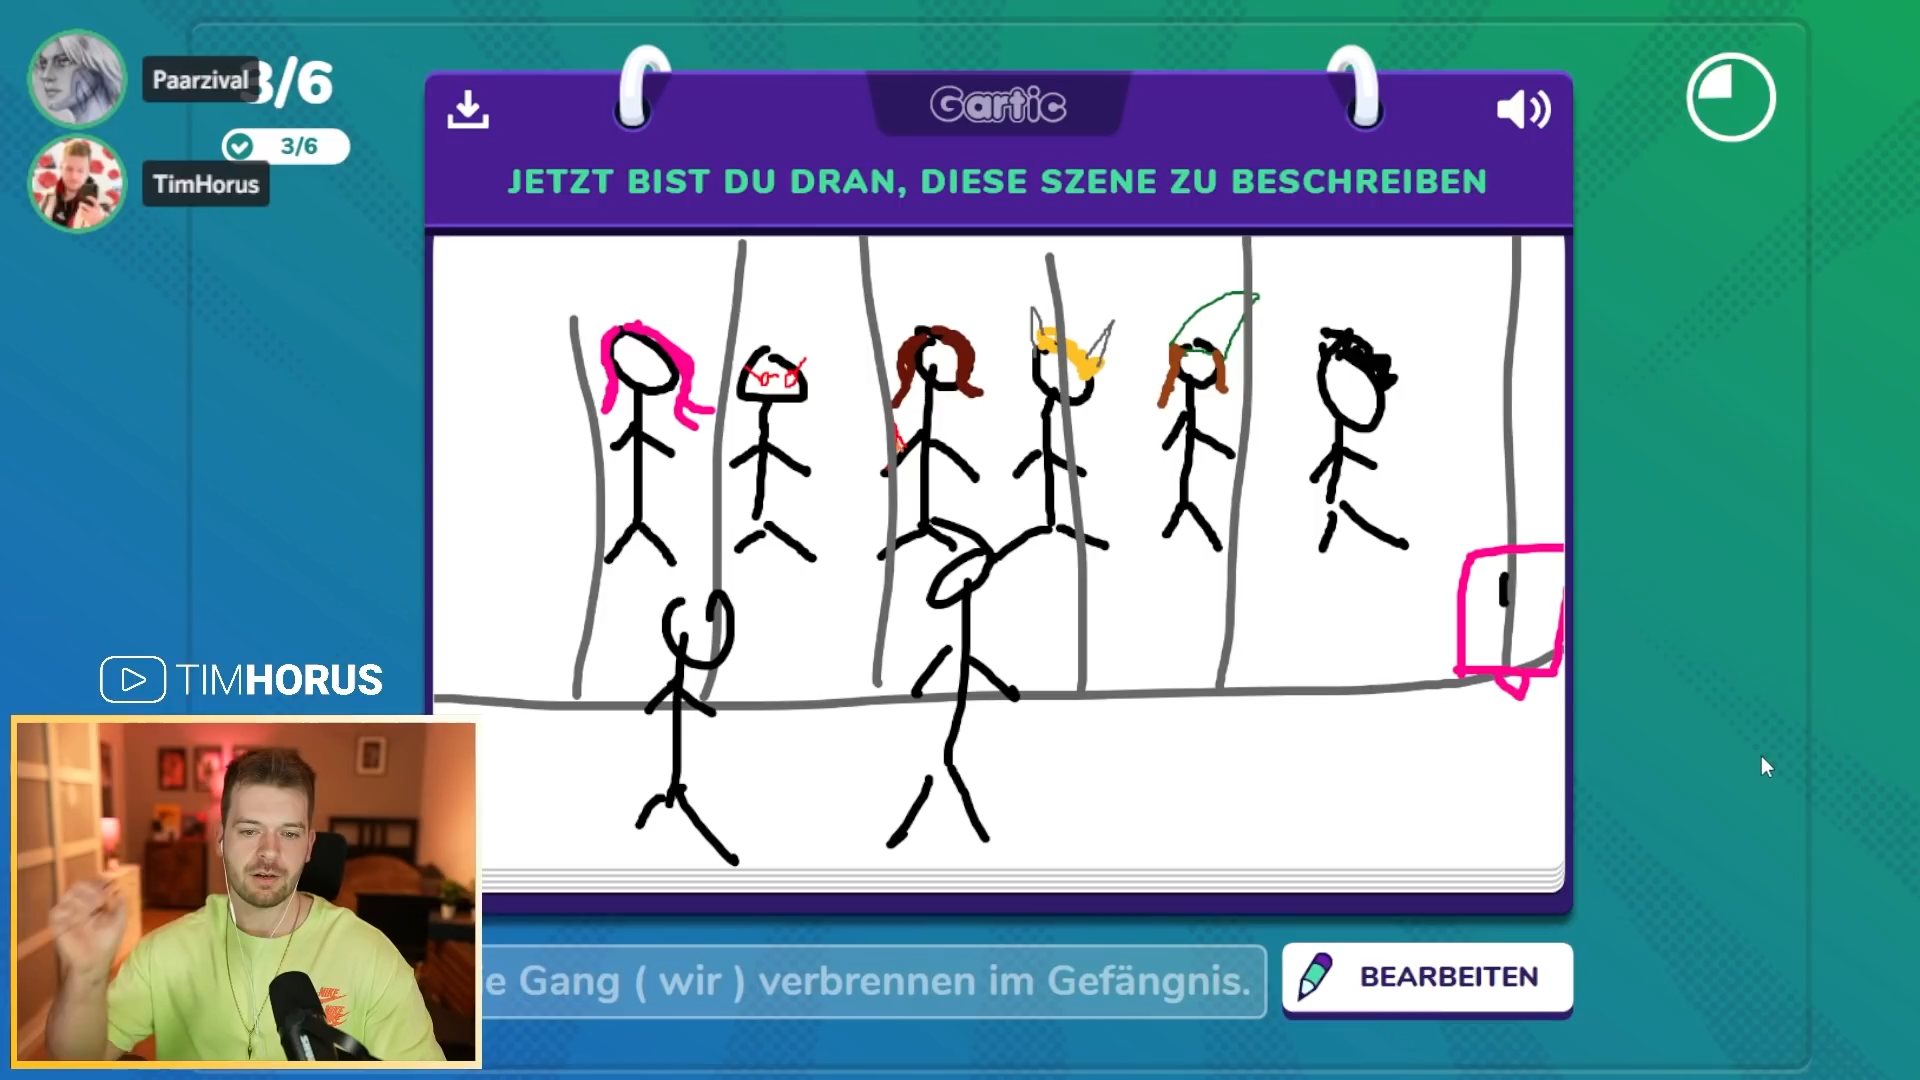 Paarzival
3/6
3/6
TimHorus
Gartic
JETZT BIST DU DRAN, DIESE SZENE ZU BESCHREIBEN
TIMHORUS
e Gang ( wir ) verbrennen im Gefängnis.
BEARBEITEN
NIKE